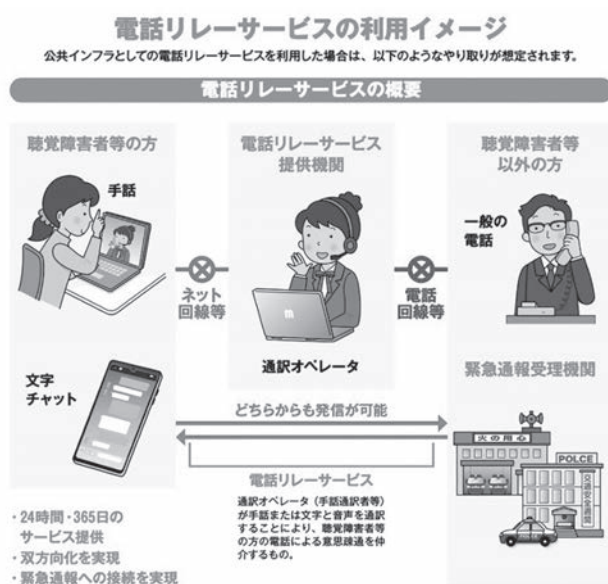 電話リレーサービスの利用イメージ
公共インフラとしての電話リレーサービスを利用した場合は、以下のようなやり取りが想定されます。
電話リレーサービスの概要
聴覚障害者等の方
手話
文字
チャット
電話リレーサービス
提供機関
通訳オペレータ
ネット
回線等
電話
回線等
聴覚障害者等
以外の方
一般の
電話
緊急通報受理機関
火の用心
POLCE
交通安全週間
どちらからも発信が可能
電話リレーサービス
通訳オペレータ（手話通訳者等）
が手話または文字と音声を通訳
することにより、聴覚障害者等
の方の電話による意思疎通を仲
介するもの。
・24時間・365日の
サービス提供
・双方向化を実現
・緊急通報への接続を実現